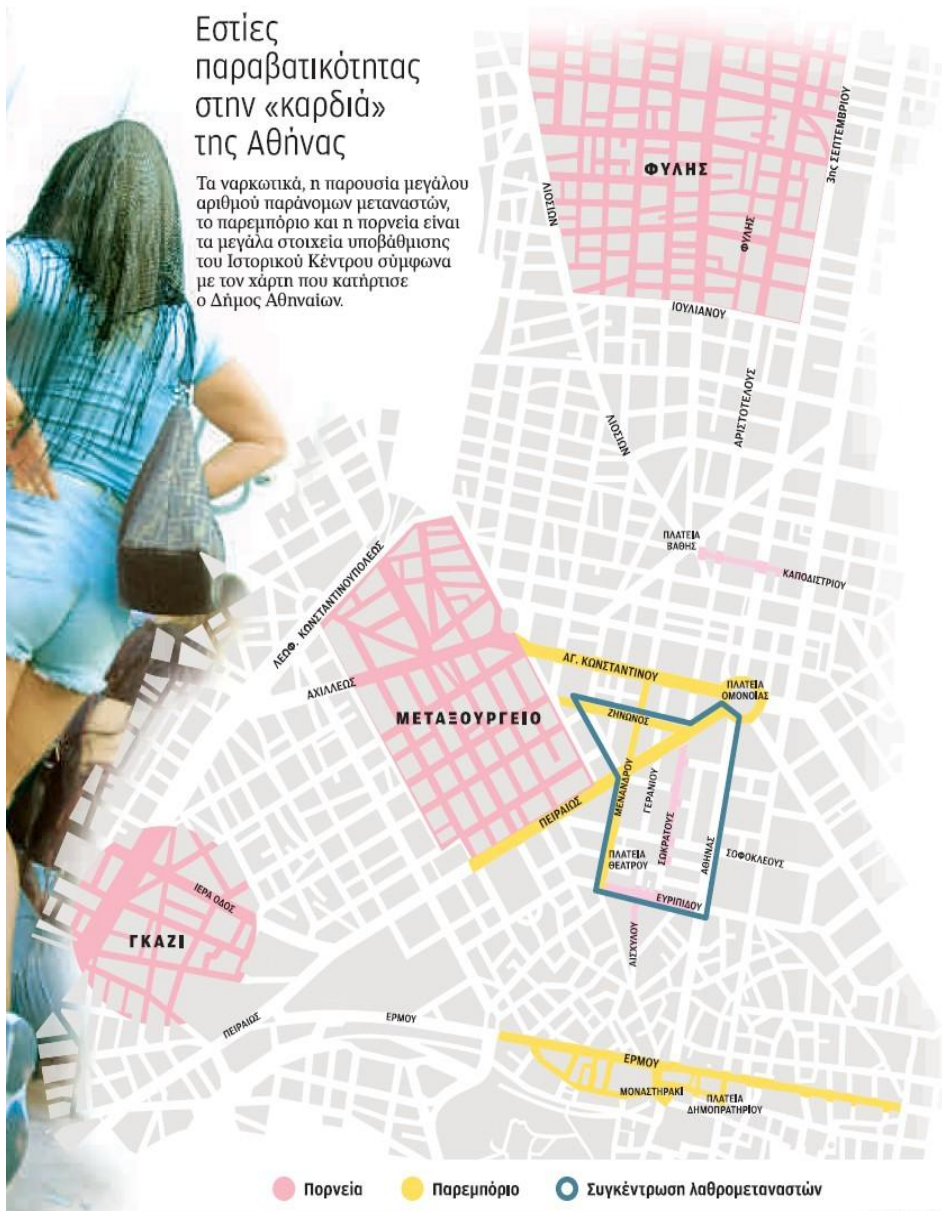 Εστίες
παραβατικότητας
στην «καρδιά»
της Αθήνας
Τα ναρκωτικά, η παρουσία μεγάλου
αριθμού παράνομων μεταναστών,
το παρεμπόριο και η πορνεία είναι
τα μεγάλα στοιχεία υποβάθμισης
του Ιστορικού Κέντρου σύμφωνα
με τον χάρτη που κατήρτισε
ο Δήμος Αθηναίων.
3ης ΣΕΠΤΕΜΒΡΙΟΥ
ΦΥΛΗΣ
ΛΙΟΣΙΩΝ
ΦΥΛΗΣ
ΙΟΥΛΙΑΝΟΥ
ΑΡΙΣΤΟΤΕΛΟΥΣ
ΛΙΟΣΙΩΝ
ΠΛΑΤΕΙΑ
ΒΑΘΗΣ
ΚΑΠΟΔΙΣΤΡΙΟΥ
ΛΕΩΦ. ΚΩΝΣΤΑΝΤΙΝΟΥΠΟΛΕΩΣ
ΑΧΙΛΛΕΩΣ
ΑΓ. ΚΩΝΣΤΑΝΤΙΝΟΥ
ΠΛΑΤΕΙΑ
ΟΜΟΝΟΙΑΣ
ΜΕΤΑΞΟΥΡΓΕΙΟ
ΖΗΝΩΝΟΣ
ΠΕΙΡΑΙΩΣ
ΜΕΝΑΝΔΡΟΥ
ΓΕΡΑΝΙΟΥ
ΣΩΚΡΑΤΟΥΣ
ΑΘΗΝΑΣ
ΣΟΦΟΚΛΕΟΥΣ
ΠΛΑΤΕΙΑ
ΘΕΑΤΡΟΥ
ΕΥΡΙΠΙΔΟΥ
ΑΙΣΧΥΛΟΥ
ΙΕΡΑ ΟΔΟΣ
ΓΚΑΖΙ
ΠΕΙΡΑΙΩΣ
ΕΡΜΟΥ
ΕΡΜΟΥ
ΜΟΝΑΣΤΗΡΑΚΙ
ΠΛΑΤΕΙΑ
ΔΗΜΟΠΡΑΤΗΡΙΟΥ
Πορνεία
Παρεμπόριο
Συγκέντρωση λαθρομεταναστών